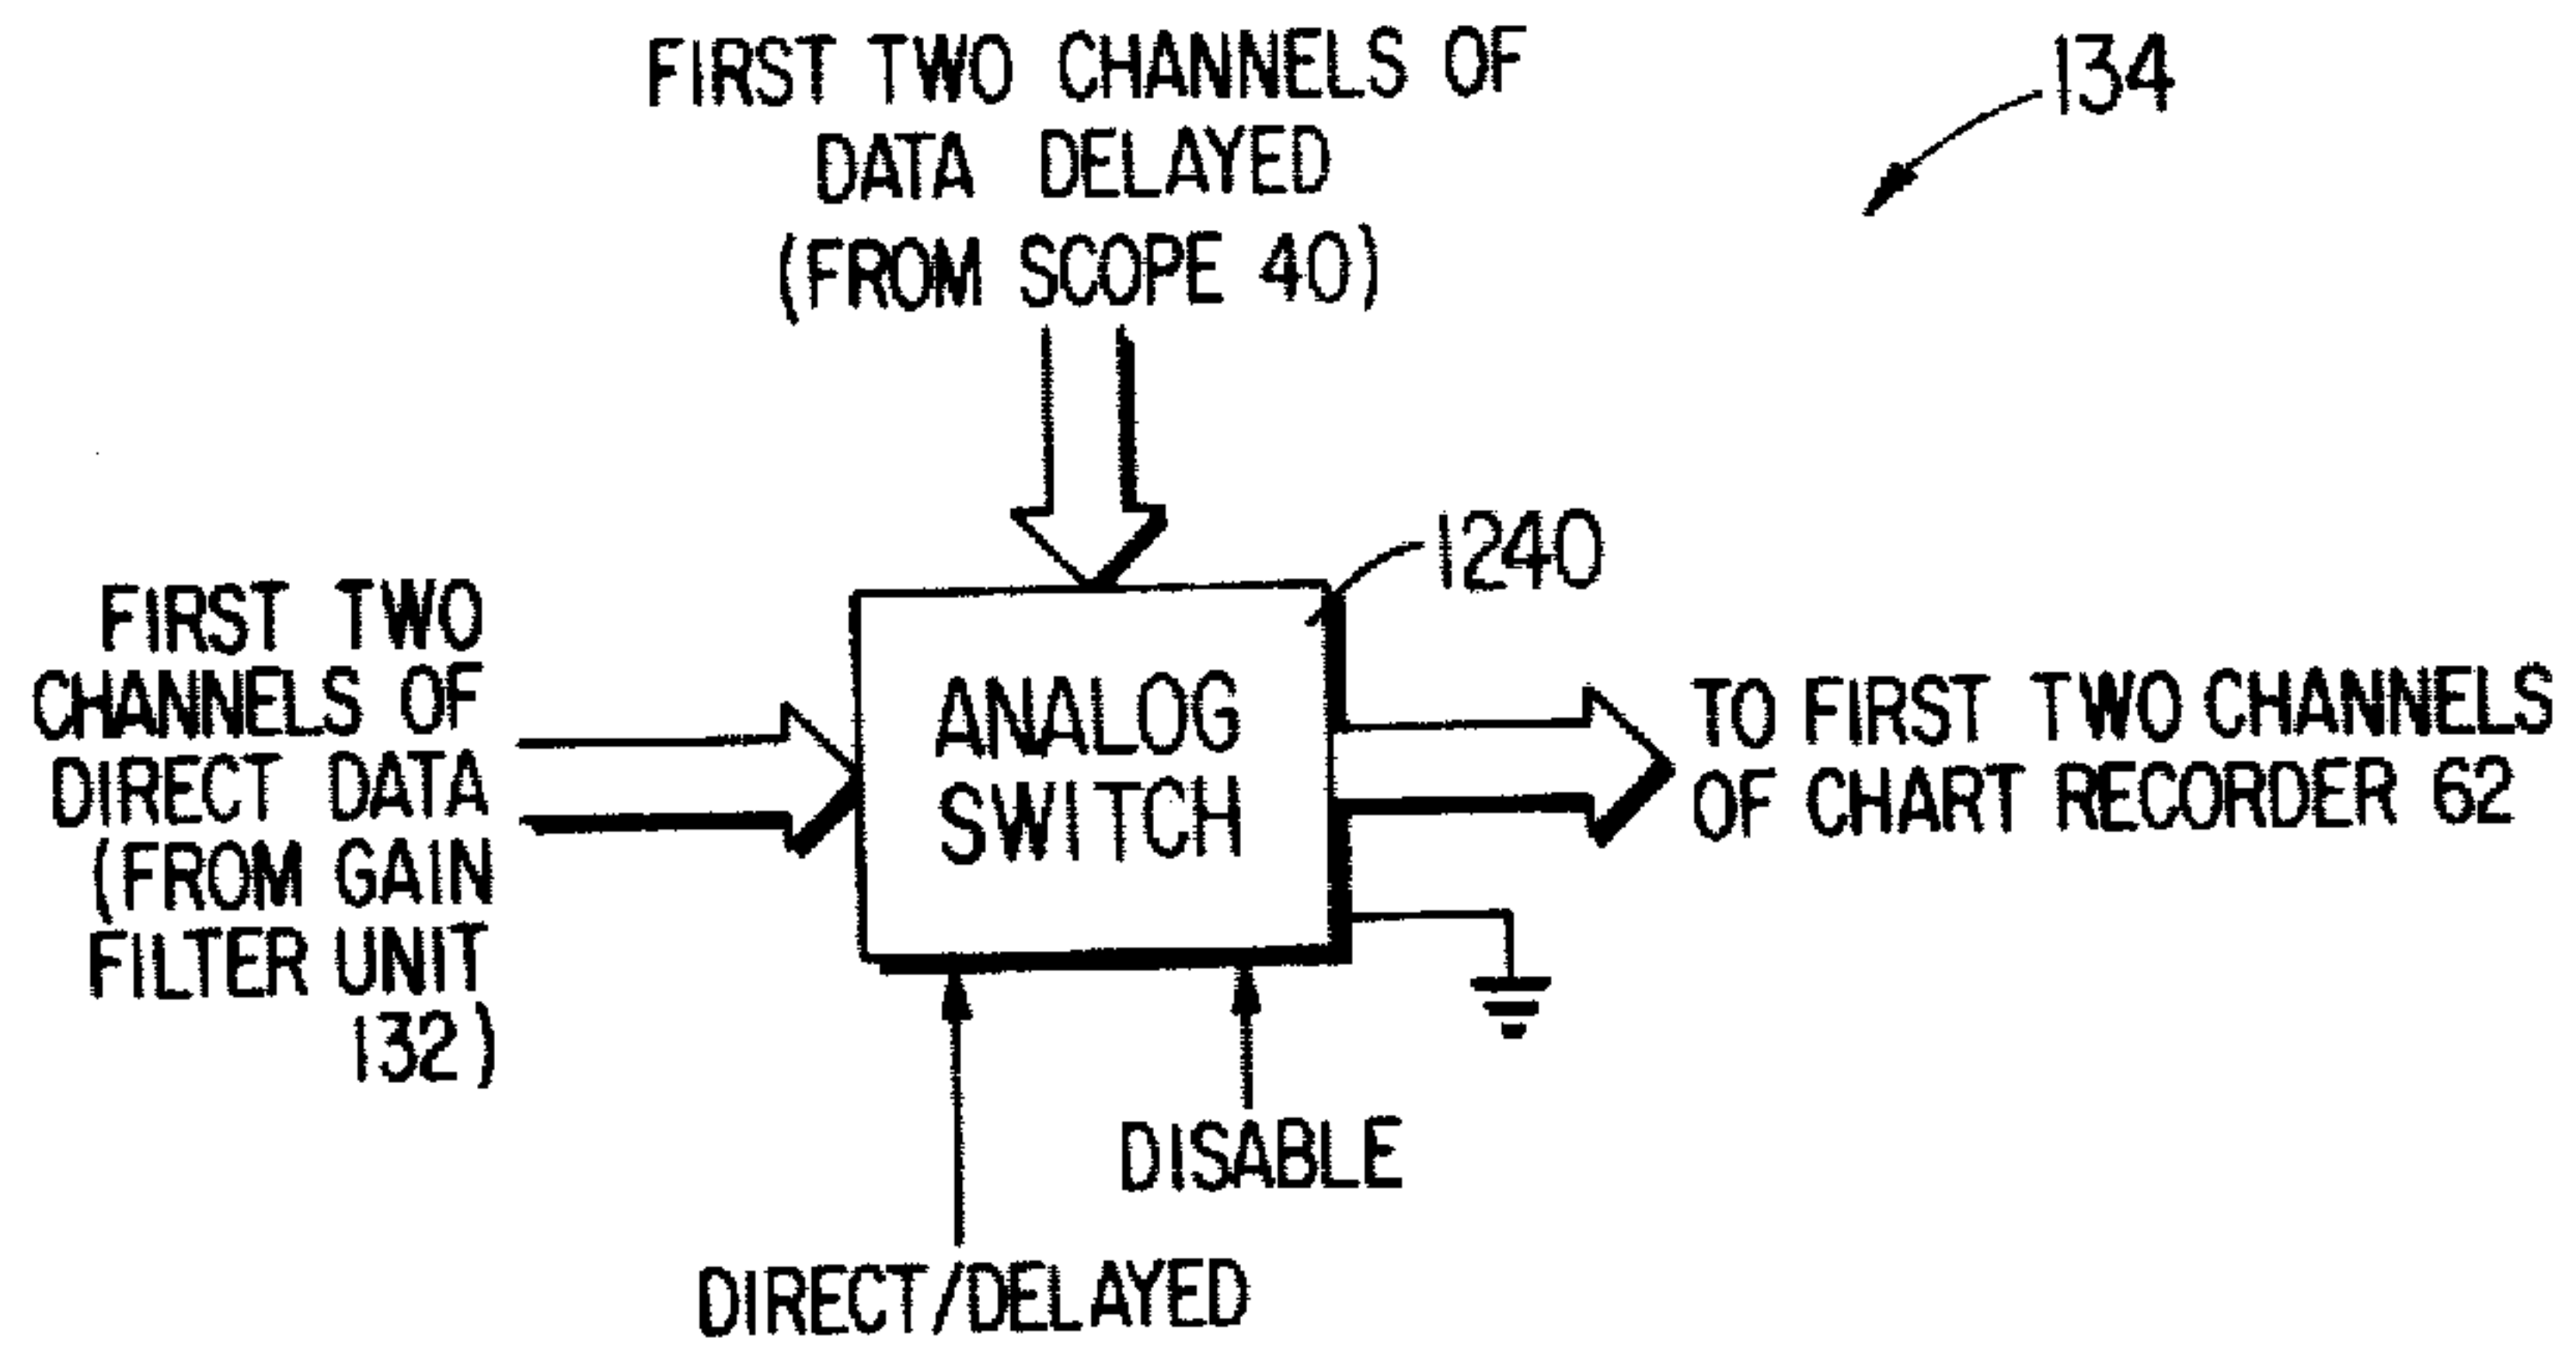 FIRST TWO CHANNELS OF
DATA DELAYED
(FROM SCOPE 40)
134
1240
FIRST TWO
CHANNELS OF
DIRECT DATA
(FROM GAIN
FILTER UNIT
132)
ANALOG
SWITCH
TO FIRST TWO CHANNELS
OF CHART RECORDER 62
DISABLE
DIRECT/DELAYED